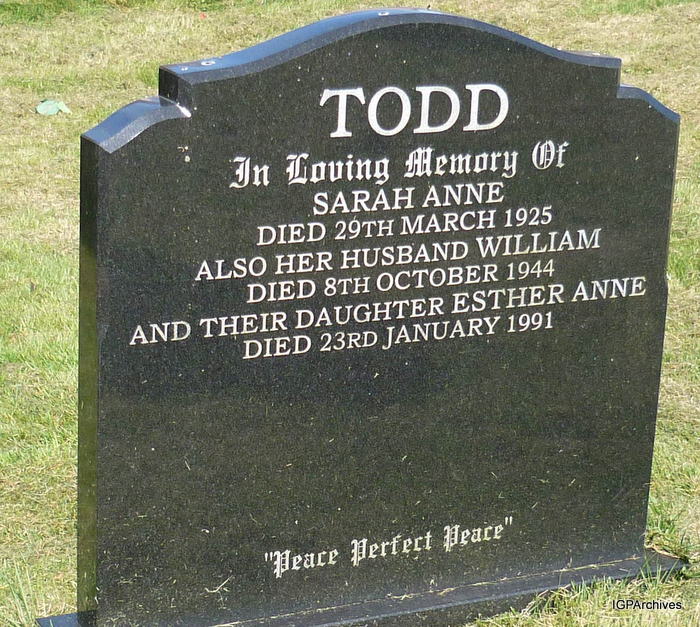 TODD
In Loving Memory Of
SARAH ANNE
DIED 29TH MARCH 1925
ALSO HER HUSBAND WILLIAM
DIED 8TH OCTOBER 1944
AND THEIR DAUGHTER ESTHER ANNE
DIED 23RD JANUARY 1991
"Peace Perfect Peace"
IGPArchives